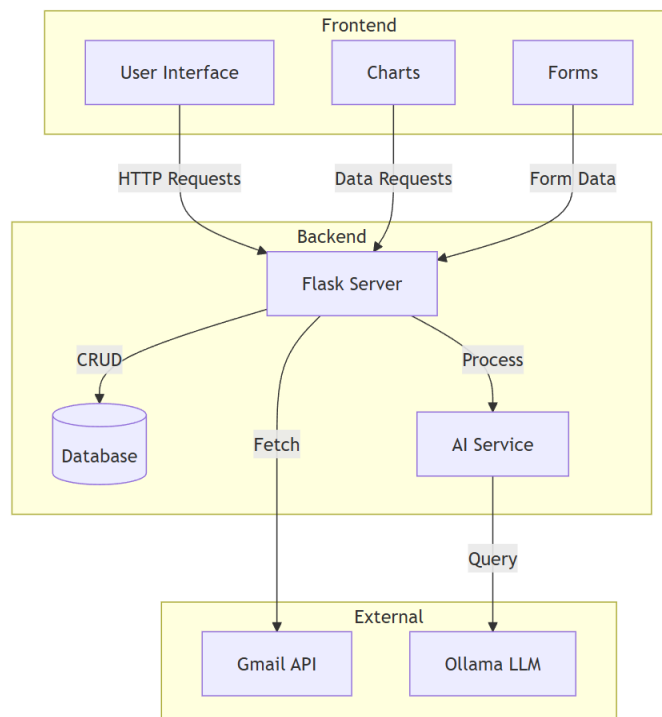 Frontend
User Interface
Charts
Forms
HTTP Requests
Data Requests
Form Data
Backend
Flask Server
CRUD
Process
Database
Fetch
AI Service
Query
External
Gmail API
Ollama LLM